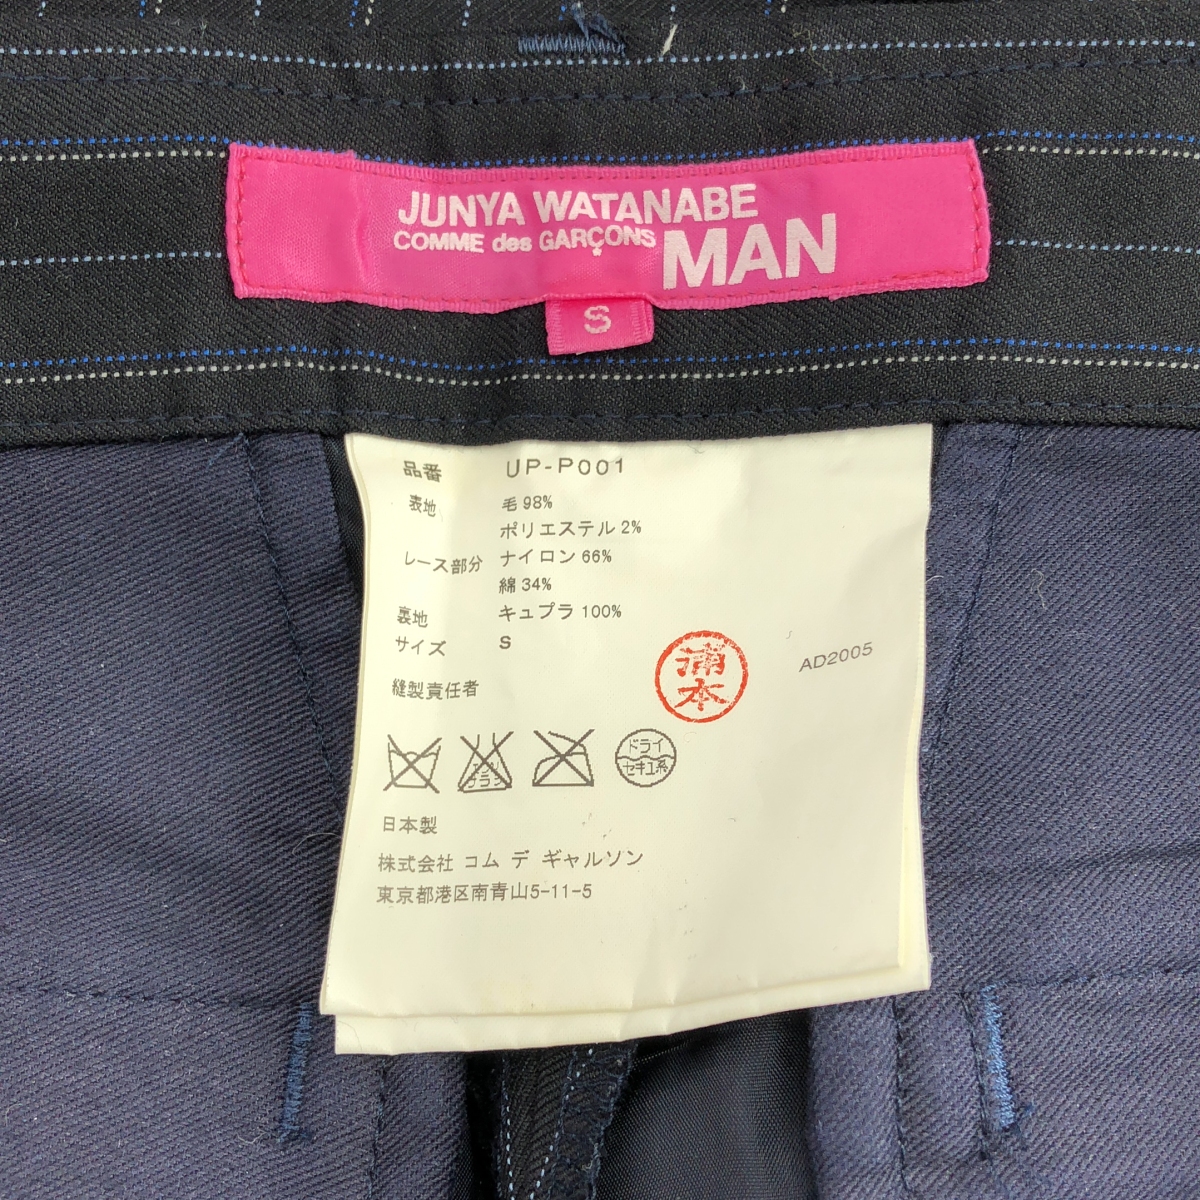 JUNYA WATANABE
COMME des GARÇONS MAN
S
品番 UP-P001
表地 毛 98%
ポリエステル 2%
レース部分 ナイロン 66%
綿 34%
裏地 キュプラ 100%
サイズ S
縫製責任者
浦本
AD2005
ドライ
セキユ系
日本製
株式会社 コム デ ギャルソン
東京都港区南青山5-11-5